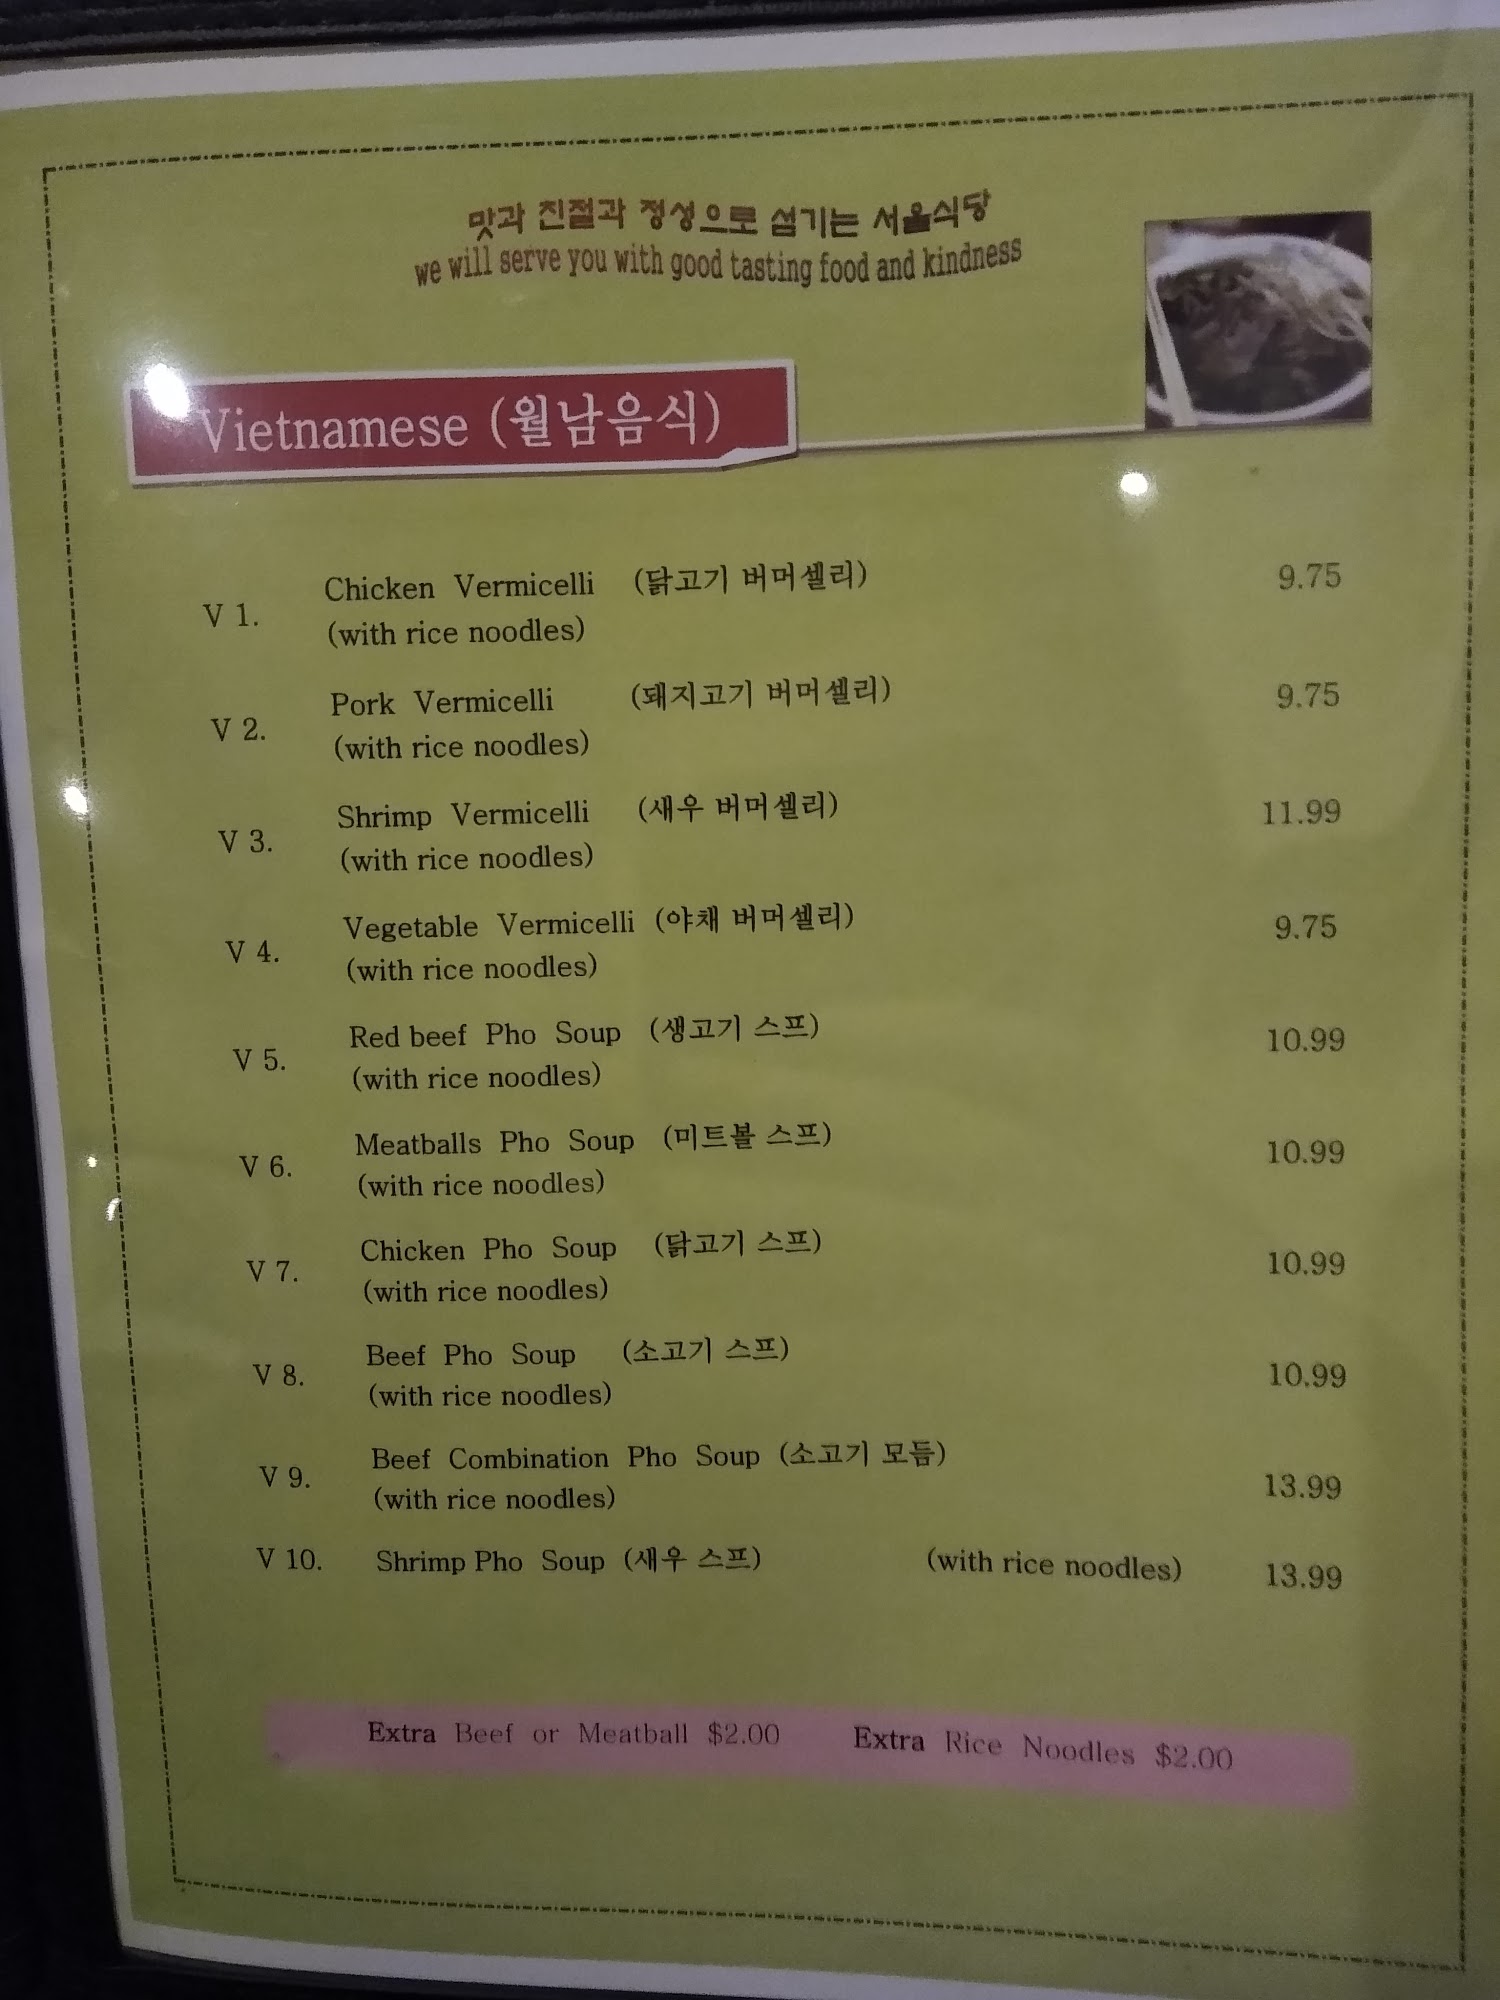 맛과 친절과 정성으로 섬기는 서울식당
we will serve you with good tasting food and kindness
Vietnamese (월남음식)
V 1. Chicken Vermicelli (닭고기 버머셀리) 9.75
(with rice noodles)
V 2. Pork Vermicelli (돼지고기 버머셀리) 9.75
(with rice noodles)
V 3. Shrimp Vermicelli (새우 버머셀리) 11.99
(with rice noodles)
V 4. Vegetable Vermicelli (야채 버머셀리) 9.75
(with rice noodles)
V 5. Red beef Pho Soup (생고기 스프) 10.99
(with rice noodles)
V 6. Meatballs Pho Soup (미트볼 스프) 10.99
(with rice noodles)
V 7. Chicken Pho Soup (닭고기 스프) 10.99
(with rice noodles)
V 8. Beef Pho Soup (소고기 스프) 10.99
(with rice noodles)
V 9. Beef Combination Pho Soup (소고기 모듬) 13.99
(with rice noodles)
V 10. Shrimp Pho Soup (새우 스프) (with rice noodles) 13.99
Extra Beef or Meatball $2.00 Extra Rice Noodles $2.00